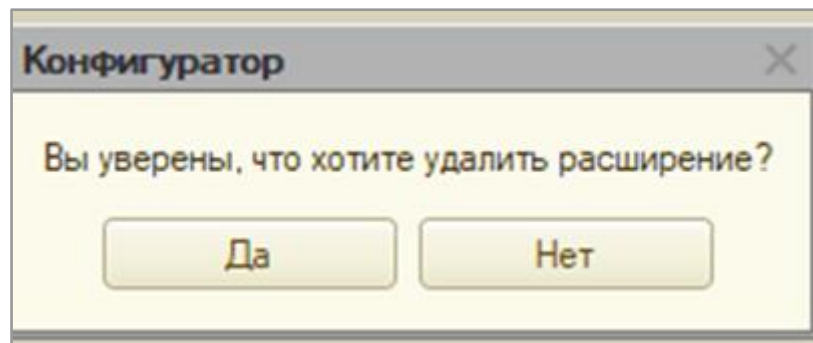 Конфигуратор
Вы уверены, что хотите удалить расширение?
Да
Нет